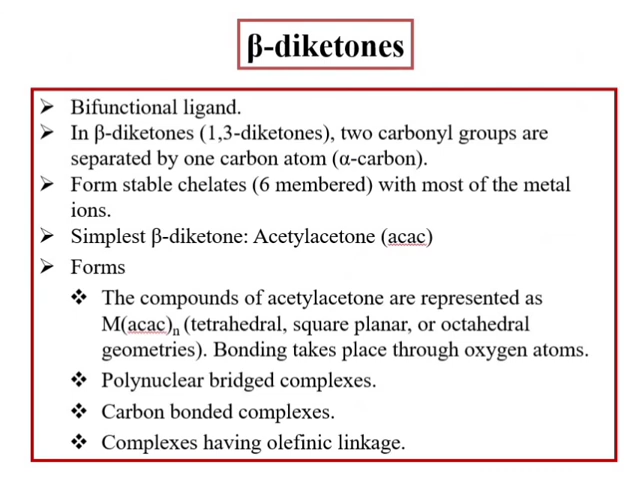 β-diketones
➢ Bifunctional ligand.
➢ In β-diketones (1,3-diketones), two carbonyl groups are
separated by one carbon atom (α-carbon).
➢ Form stable chelates (6 membered) with most of the metal
ions.
➢ Simplest β-diketone: Acetylacetone (acac)
➢ Forms
❖ The compounds of acetylacetone are represented as
M(acac)ₙ (tetrahedral, square planar, or octahedral
geometries). Bonding takes place through oxygen atoms.
❖ Polynuclear bridged complexes.
❖ Carbon bonded complexes.
❖ Complexes having olefinic linkage.